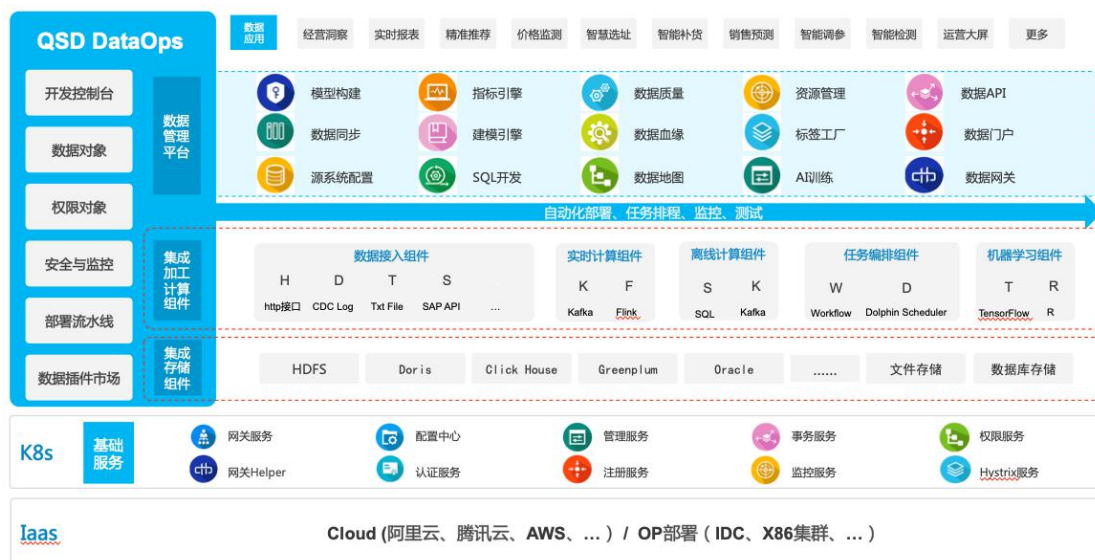 QSD DataOps
开发控制台
数据对象
权限对象
安全与监控
部署流水线
数据插件市场
数据
应用
经营洞察 实时报表 精准推荐 价格监测 智慧选址 智能补货 销售预测 智能调参 智能检测 运营大屏 更多
数据
管理
平台
模型构建 指标引擎 数据质量 资源管理 数据API
数据同步 建模引擎 数据血缘 标签工厂 数据门户
源系统配置 SQL开发 数据地图 AI训练 数据网关
自动化部署、任务排程、监控、测试
集成
加工
计算
组件
数据接入组件 实时计算组件 离线计算组件 任务编排组件 机器学习组件
H D T S K F S K W D T R
http接口 CDC Log Txt File SAP API ... Kafka Flink SQL Kafka Workflow Dolphin Scheduler TensorFlow R
集成
存储
组件
HDFS Doris Click House Greenplum Oracle ...... 文件存储 数据库存储
K8s
基础
服务
网关服务 配置中心 管理服务 事务服务 权限服务
网关Helper 认证服务 注册服务 监控服务 Hystrix服务
Iaas
Cloud (阿里云、腾讯云、AWS、... ) / OP部署（ IDC、X86集群、... ）